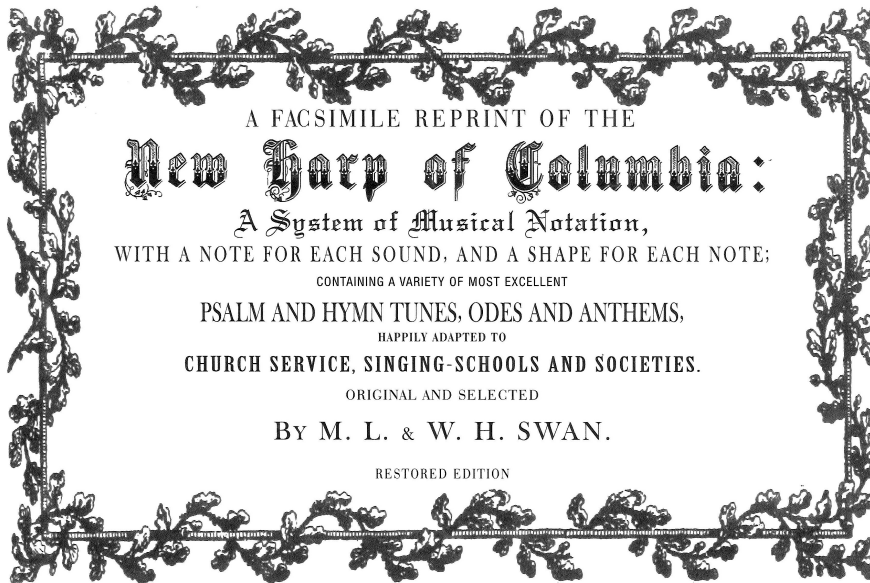 A FACSIMILE REPRINT OF THE
New Harp of Columbia:
A System of Musical Notation,
WITH A NOTE FOR EACH SOUND, AND A SHAPE FOR EACH NOTE;
CONTAINING A VARIETY OF MOST EXCELLENT
PSALM AND HYMN TUNES, ODES AND ANTHEMS,
HAPPILY ADAPTED TO
CHURCH SERVICE, SINGING-SCHOOLS AND SOCIETIES.
ORIGINAL AND SELECTED
BY M. L. & W. H. SWAN.
RESTORED EDITION